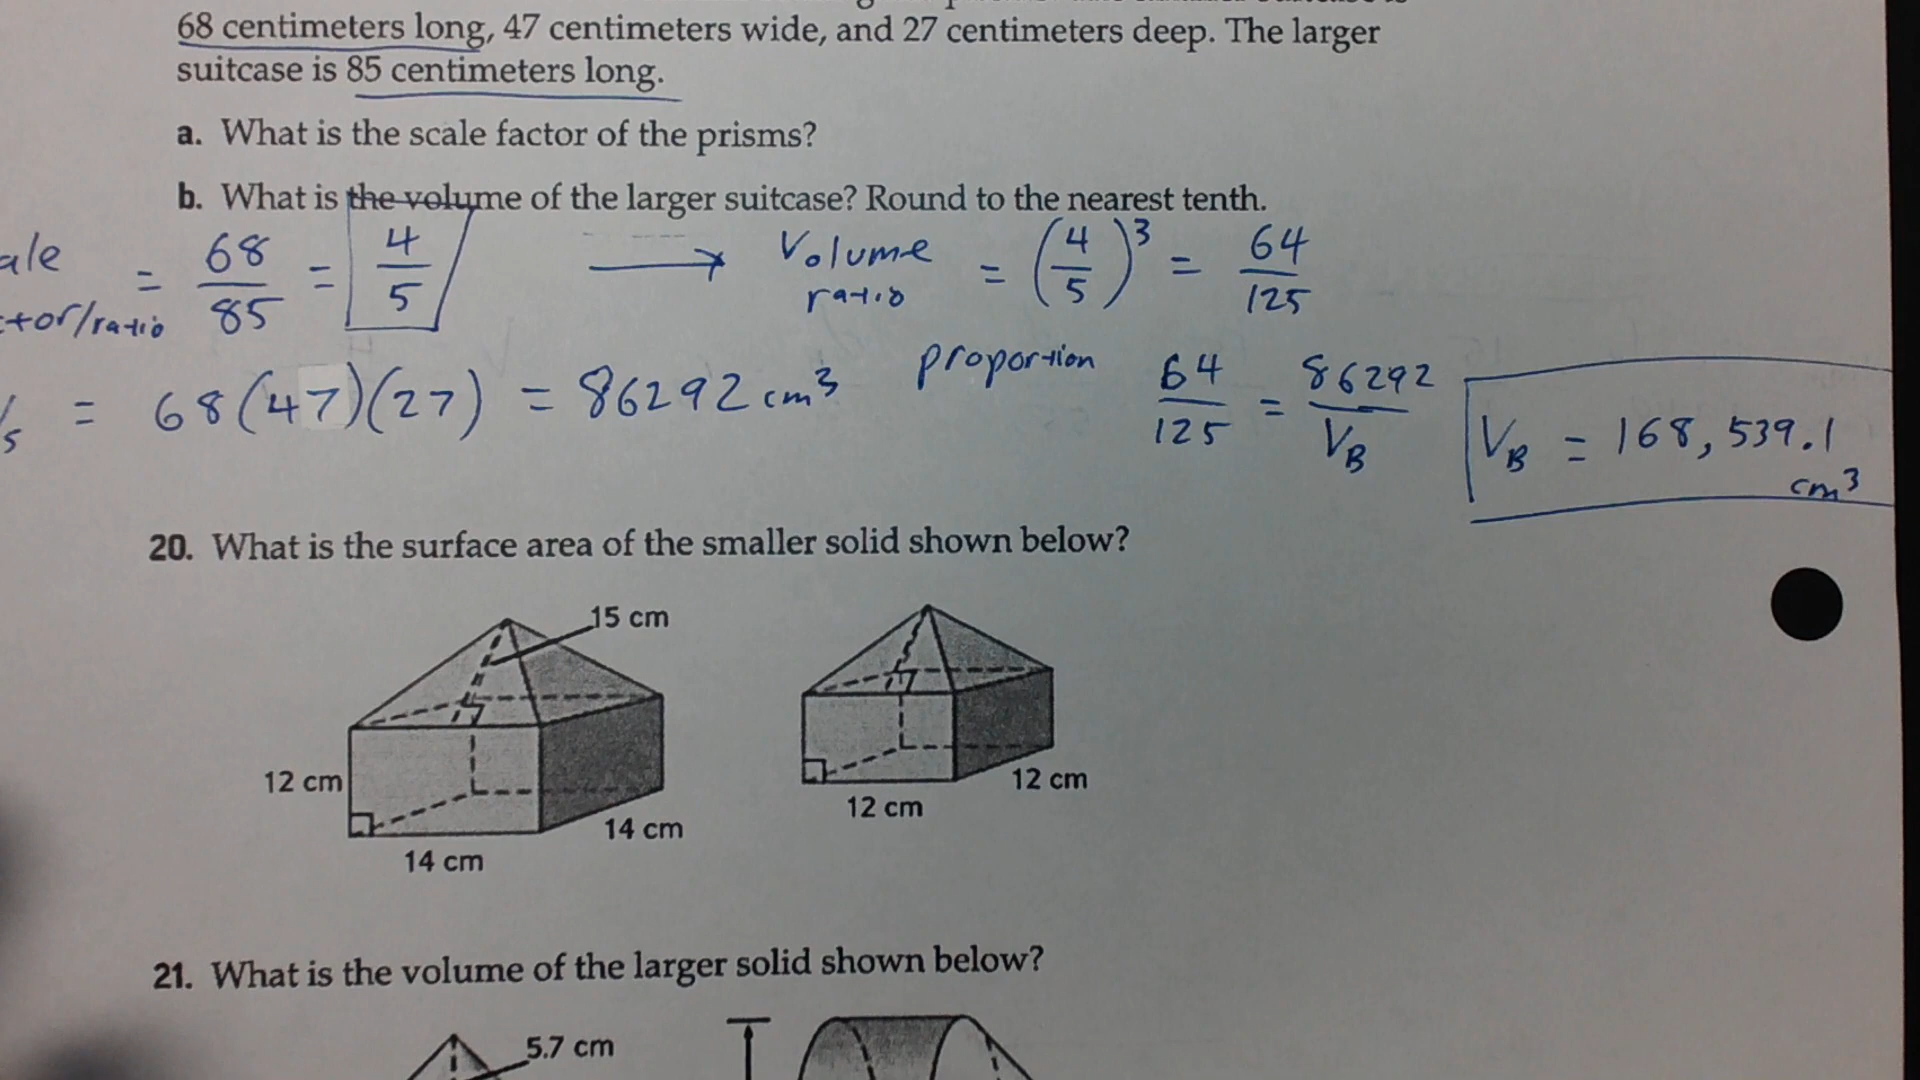 68 centimeters long, 47 centimeters wide, and 27 centimeters deep. The larger
suitcase is 85 centimeters long.
a. What is the scale factor of the prisms?
b. What is the volume of the larger suitcase? Round to the nearest tenth.
ale
ctor/ratio = 68/85 = 4/5 → Volume ratio = (4/5)³ = 64/125
Vs = 68(47)(27) = 86292 cm³ proportion 64/125 = 86292/VB
VB = 168,539.1
cm³
20. What is the surface area of the smaller solid shown below?
15 cm
12 cm
14 cm
14 cm
12 cm
12 cm
21. What is the volume of the larger solid shown below?
5.7 cm